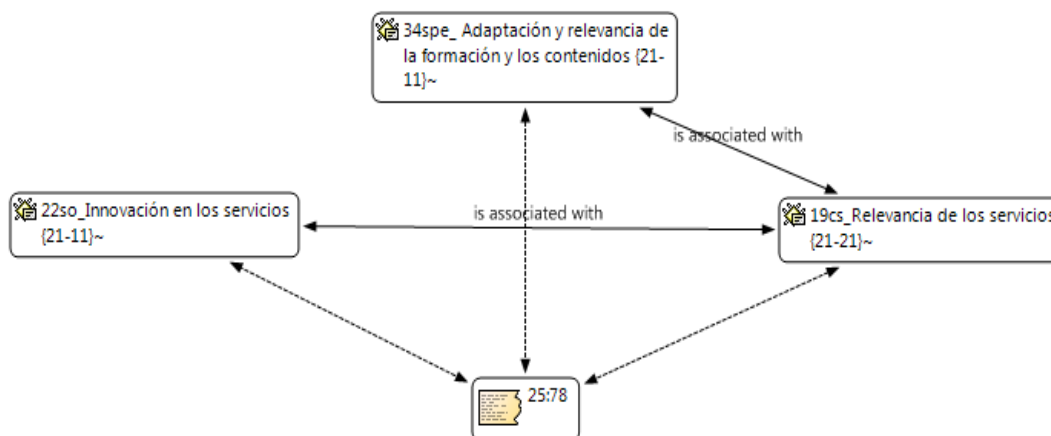 34spe_ Adaptación y relevancia de
la formación y los contenidos {21-
11}~
is associated with
22so_Innovación en los servicios
{21-11}~
is associated with
19cs_Relevancia de los servicios
{21-21}~
25:78